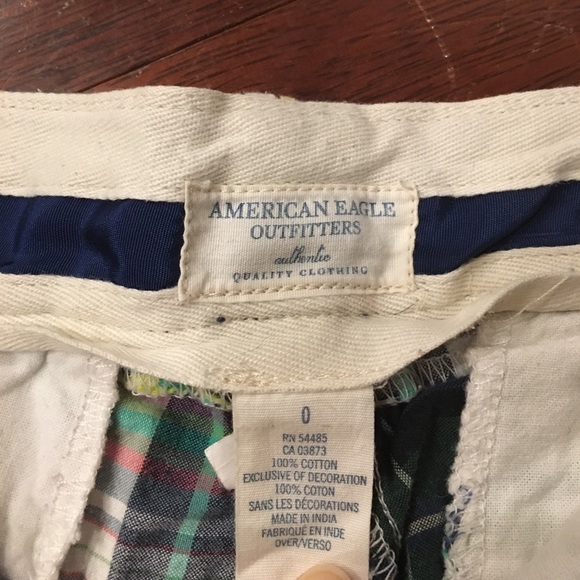 AMERICAN EAGLE
OUTFITTERS
authentic
QUALITY CLOTHING
0
RN 54485
CA 03873
100% COTTON
EXCLUSIVE OF DECORATION
100% COTON
SANS LES DÉCORATIONS
MADE IN INDIA
FABRIQUÉ EN INDE
OVER/VERSO